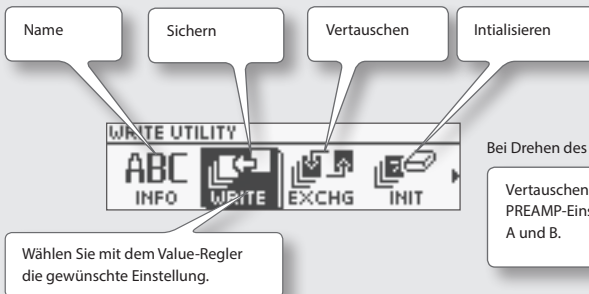 Name
Sichern
Vertauschen
Intialisieren
WRITE UTILITY
ABC
INFO
WRITE
EXCHG
INIT
Wählen Sie mit dem Value-Regler
die gewünschte Einstellung.
Bei Drehen des
Vertauschen
PREAMP-Eins
A und B.